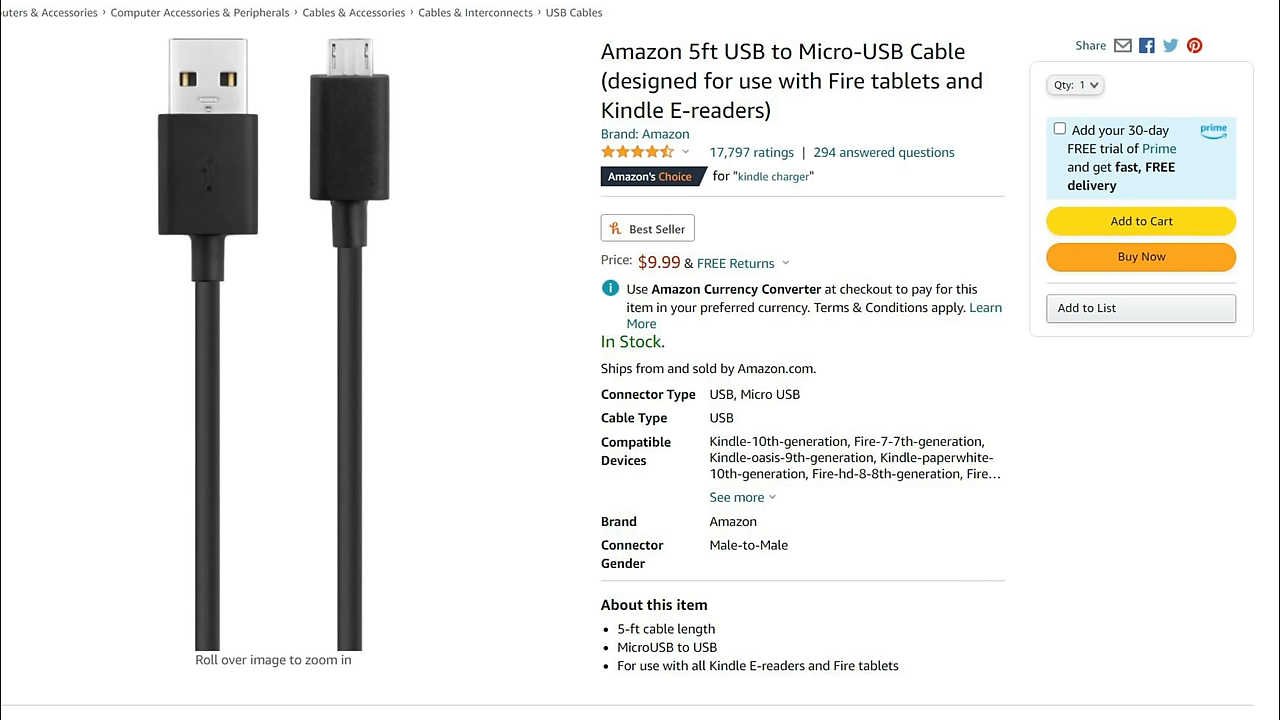 uters & Accessories › Computer Accessories & Peripherals › Cables & Accessories › Cables & Interconnects › USB Cables
Roll over image to zoom in
Amazon 5ft USB to Micro-USB Cable
(designed for use with Fire tablets and
Kindle E-readers)
Brand: Amazon
17,797 ratings | 294 answered questions
Amazon's Choice for "kindle charger"
Best Seller
Price: $9.99 & FREE Returns
Use Amazon Currency Converter at checkout to pay for this
item in your preferred currency. Terms & Conditions apply. Learn
More
In Stock.
Ships from and sold by Amazon.com.
Connector Type USB, Micro USB
Cable Type USB
Compatible Devices
Kindle-10th-generation, Fire-7-7th-generation,
Kindle-oasis-9th-generation, Kindle-paperwhite-
10th-generation, Fire-hd-8-8th-generation, Fire…
See more
Brand Amazon
Connector Gender Male-to-Male
About this item
• 5-ft cable length
• MicroUSB to USB
• For use with all Kindle E-readers and Fire tablets
Share
Qty: 1
Add your 30-day
FREE trial of Prime
and get fast, FREE
delivery
prime
Add to Cart
Buy Now
Add to List